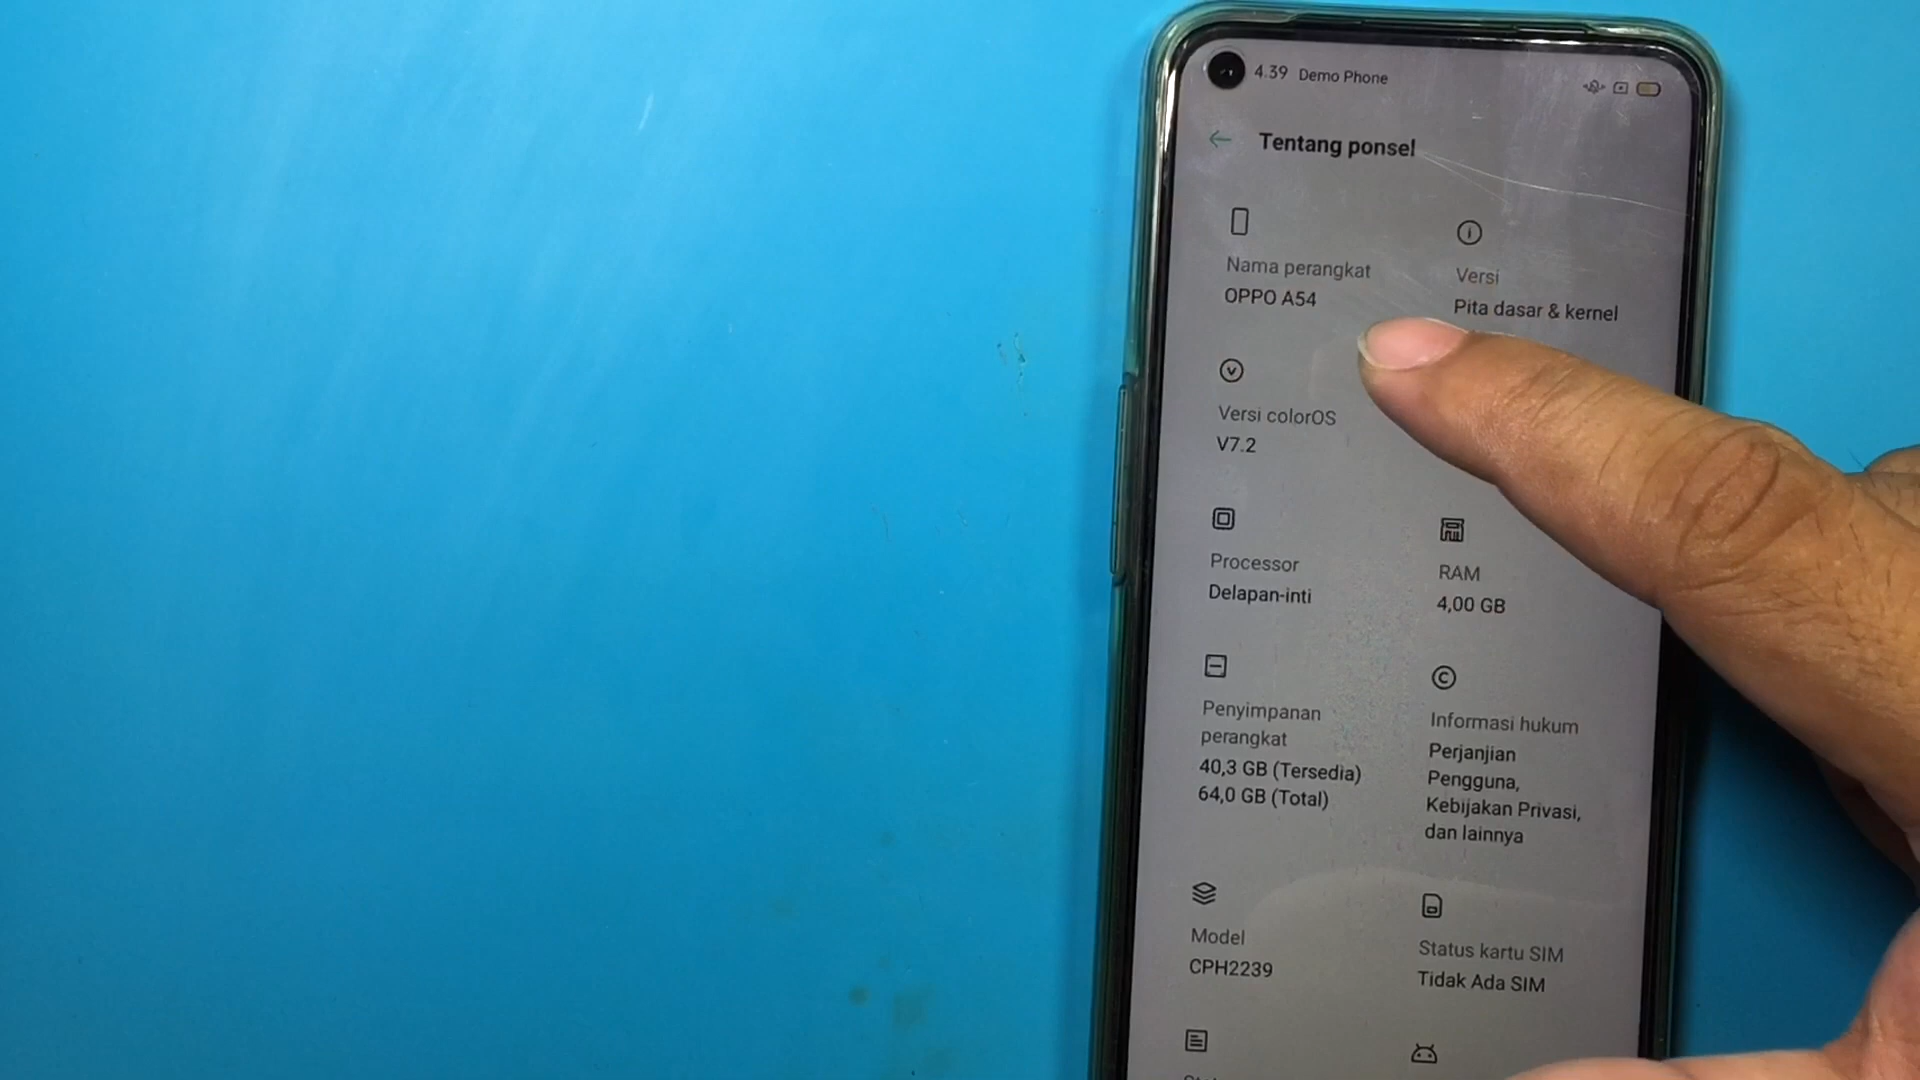 4.39 Demo Phone
Tentang ponsel
Nama perangkat
OPPO A54
Versi
Pita dasar & kernel
Versi colorOS
V7.2
Processor
Delapan-inti
RAM
4,00 GB
Penyimpanan
perangkat
40,3 GB (Tersedia)
64,0 GB (Total)
Informasi hukum
Perjanjian
Pengguna,
Kebijakan Privasi,
dan lainnya
Model
CPH2239
Status kartu SIM
Tidak Ada SIM